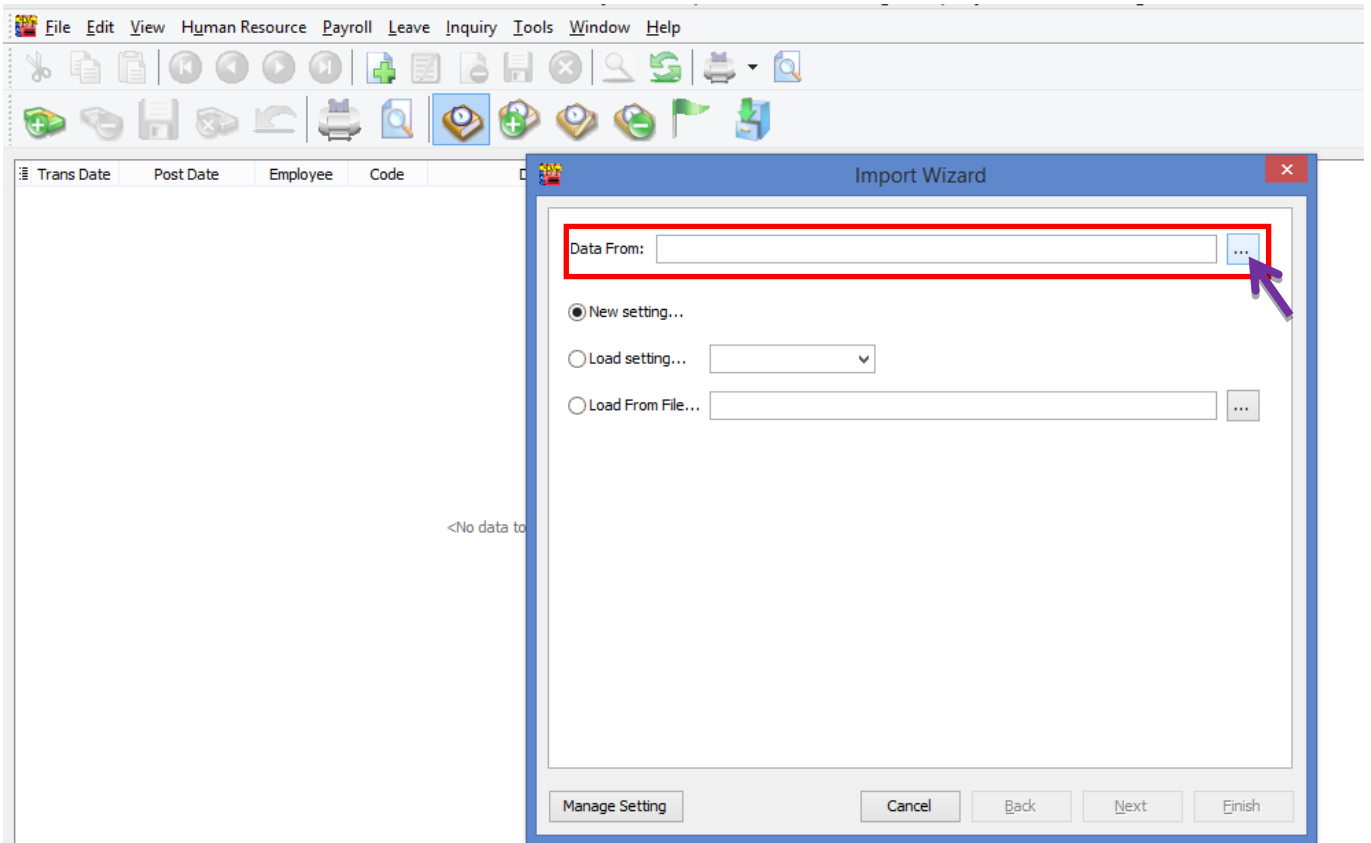 File Edit View Human Resource Payroll Leave Inquiry Tools Window Help
Trans Date Post Date Employee Code
Import Wizard
Data From: ...
New setting...
Load setting...
Load From File... ...
<No data to
Manage Setting Cancel Back Next Finish